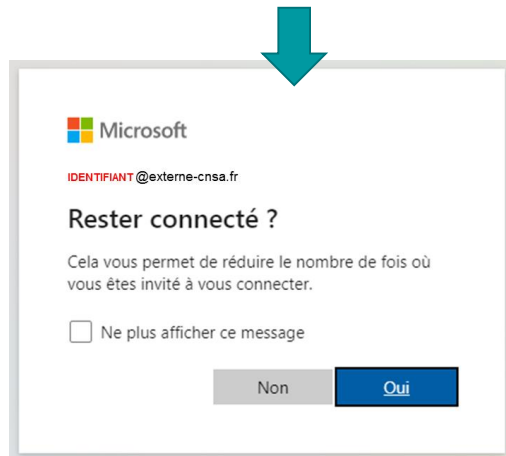 Microsoft
IDENTIFIANT @externe-cnsa.fr
Rester connecté ?
Cela vous permet de réduire le nombre de fois où
vous êtes invité à vous connecter.
Ne plus afficher ce message
Non
Oui